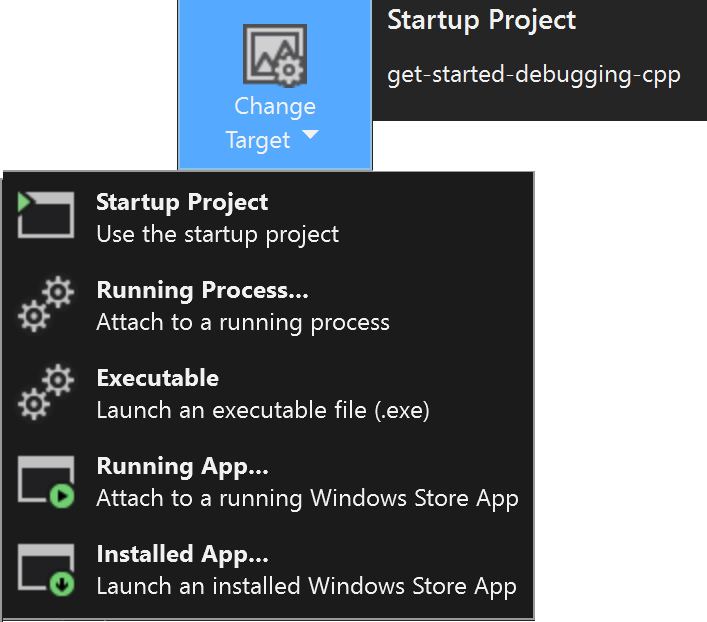 Startup Project
get-started-debugging-cpp
Change
Target
Startup Project
Use the startup project
Running Process...
Attach to a running process
Executable
Launch an executable file (.exe)
Running App...
Attach to a running Windows Store App
Installed App...
Launch an installed Windows Store App